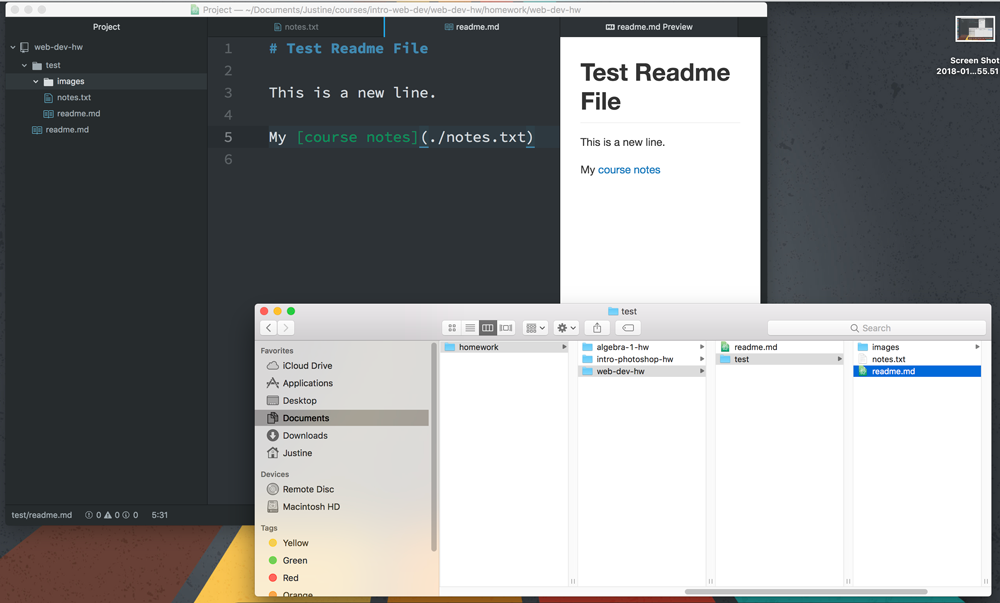 Project — ~/Documents/Justine/courses/intro-web-dev/web-dev-hw/homework/web-dev-hw
Project
notes.txt
readme.md
readme.md Preview
web-dev-hw
test
images
notes.txt
readme.md
readme.md
1 # Test Readme File
2
3 This is a new line.
4
5 My [course notes](./notes.txt)
6
Test Readme
File
This is a new line.
My course notes
test/readme.md 0 0 0 5:31
Screen Shot
2018-01...55.51
test
Search
Favorites
iCloud Drive
Applications
Desktop
Documents
Downloads
Justine
Devices
Remote Disc
Macintosh HD
Tags
Yellow
Green
Red
Orange
homework
algebra-1-hw
intro-photoshop-hw
web-dev-hw
readme.md
test
images
notes.txt
readme.md